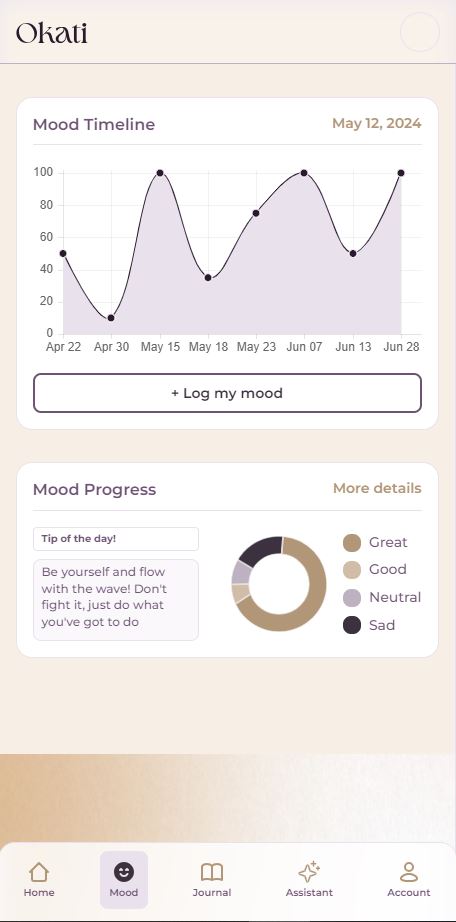 Okati
Mood Timeline
May 12, 2024
100
80
60
40
20
0
Apr 22 Apr 30 May 15 May 18 May 23 Jun 07 Jun 13 Jun 28
+ Log my mood
Mood Progress
More details
Tip of the day!
Be yourself and flow
with the wave! Don't
fight it, just do what
you've got to do
Great
Good
Neutral
Sad
Home Mood Journal Assistant Account